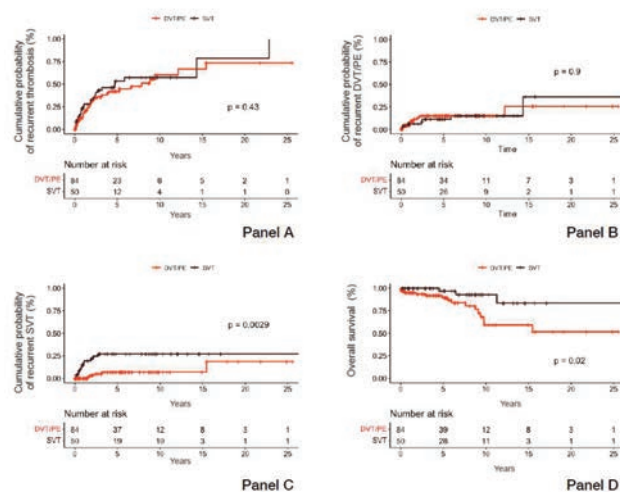 DVT/PE SVT
Cumulative probability
of recurrent thrombosis (%)
1.00
0.75
0.50
0.25
0.00
p = 0.43
0 5 10 15 20 25
Years
Number at risk
DVT/PE 84 23 5 2 1
SVT 50 12 4 1 1 0
0 5 10 15 20 25
Years
Panel A
DVT/PE SVT
Cumulative probability
of recurrent DVT/PE (%)
1.00
0.75
0.50
0.25
0.00
p = 0.9
0 5 10 15 20 25
Time
Number at risk
DVT/PE 84 34 11 7 3 1
SVT 50 26 9 2 1 1
0 5 10 15 20 25
Time
Panel B
DVT/PE SVT
Cumulative probability
of recurrent SVT (%)
1.00
0.75
0.50
0.25
0.00
p = 0,0029
0 5 10 15 20 25
Years
Number at risk
DVT/PE 84 37 12 8 3 1
SVT 50 19 10 3 1 1
0 5 10 15 20 25
Years
Panel C
DVT/PE SVT
Overall survival (%)
1.00
0.75
0.50
0.25
0.00
p = 0,02
0 5 10 15 20 25
Years
Number at risk
DVT/PE 84 39 12 8 3 1
SVT 50 28 11 3 1 1
0 5 10 15 20 25
Years
Panel D